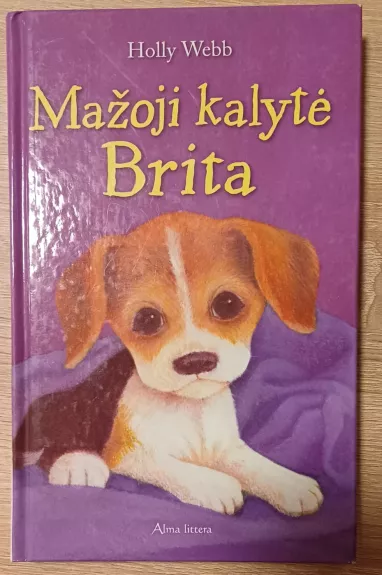 Holly Webb
Mažoji kalytė
Brita
Alma littera